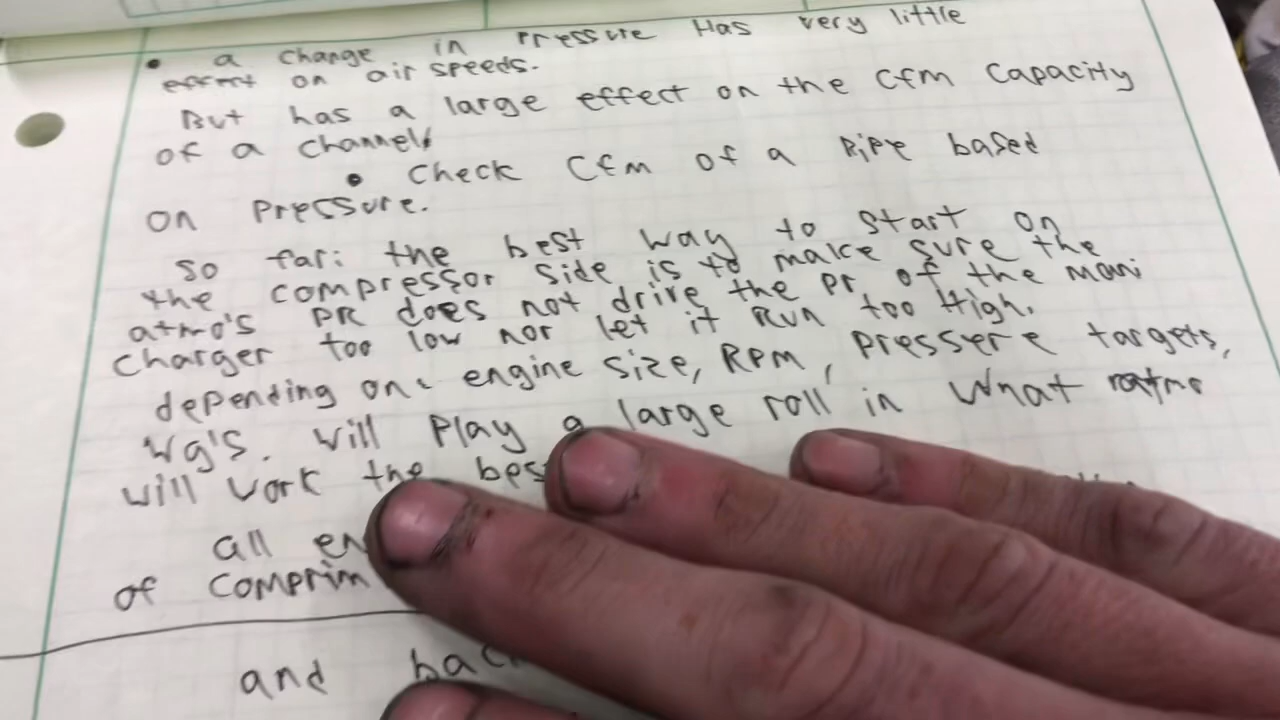 • a change in Pressure Has very little
effect on air speeds.
But has a large effect on the Cfm Capacity
of a channel
• Check Cfm of a Pipe based
on Pressure.
So far: the best way to start on
the compressor side is to make sure the
atmo's PR does not drive the pr of the mani
charger too low nor let it Run too High.
depending on: engine size, RPM, pressere targets,
Wg's. will Play a large roll in What
will work the
all
of
and